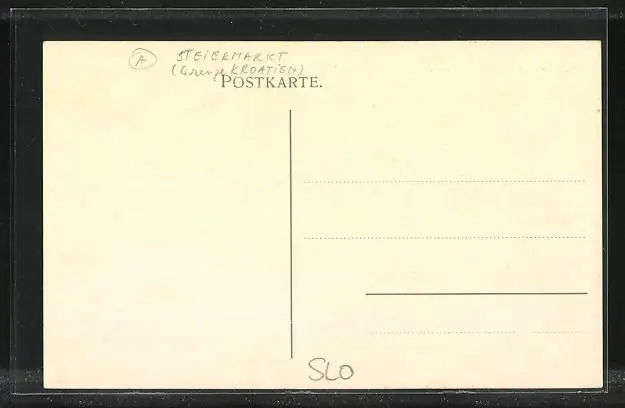 A STEIERMARKT
(Grenze KROATIEN)
POSTKARTE.
SLO